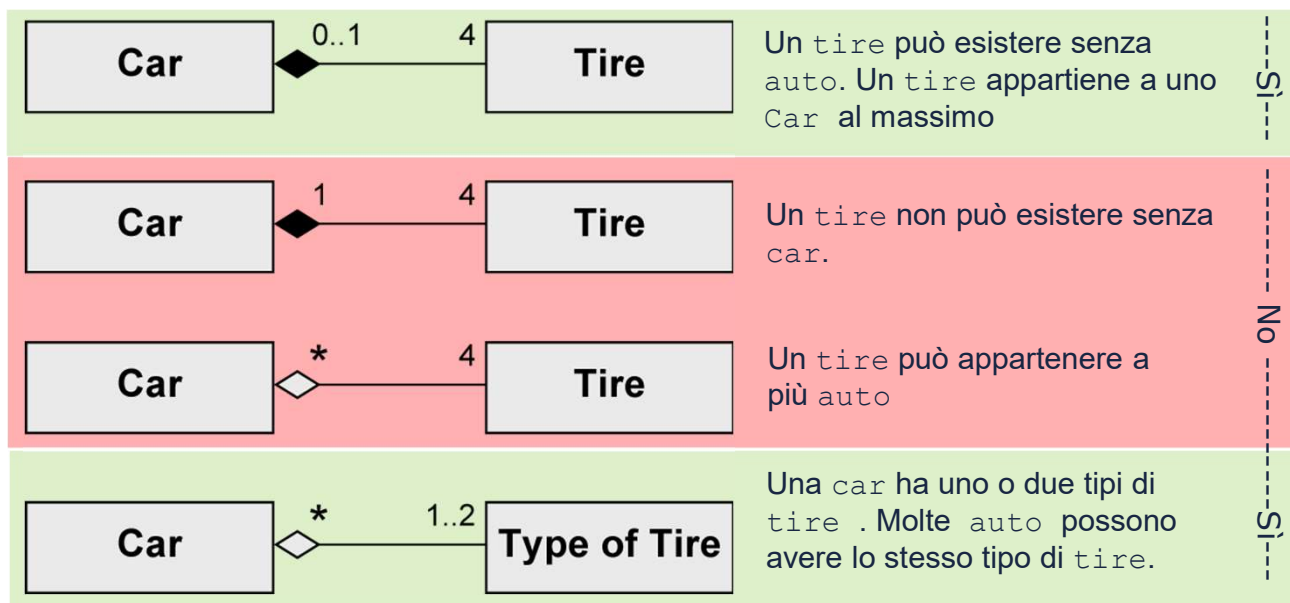 Car 0..1 4 Tire
Un tire può esistere senza
auto. Un tire appartiene a uno
Car al massimo
Sì
Car 1 4 Tire
Un tire non può esistere senza
car.
No
Car * 4 Tire
Un tire può appartenere a
più auto
Car * 1..2 Type of Tire
Una car ha uno o due tipi di
tire . Molte auto possono
avere lo stesso tipo di tire.
Sì